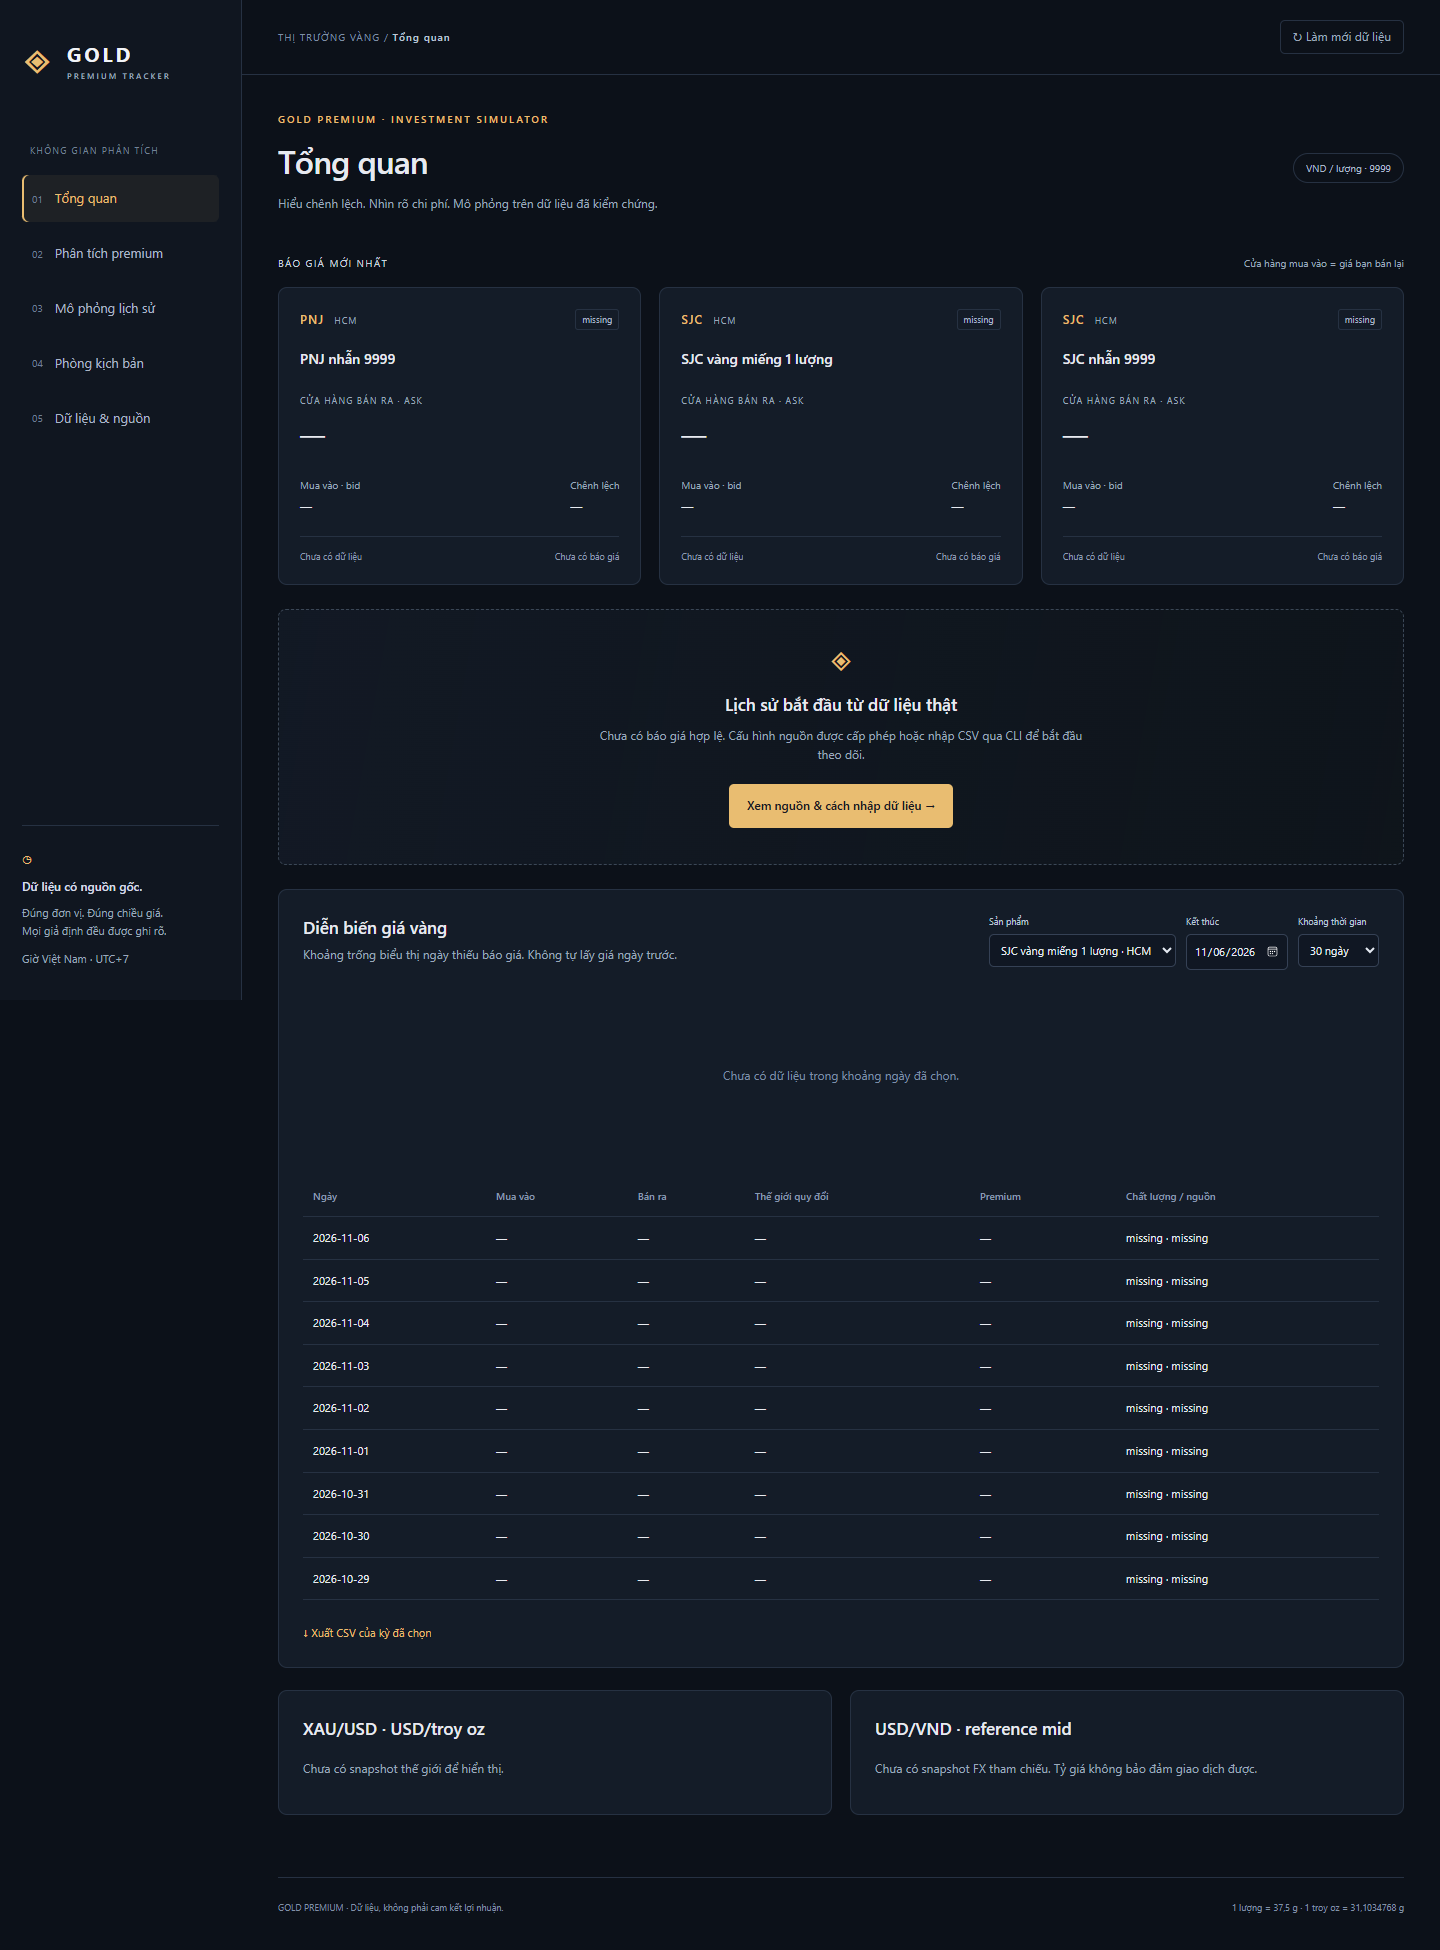 GOLD
PREMIUM TRACKER
KHÔNG GIAN PHÂN TÍCH
01 Tổng quan
02 Phân tích premium
03 Mô phỏng lịch sử
04 Phòng kịch bản
05 Dữ liệu & nguồn
Dữ liệu có nguồn gốc.
Đúng đơn vị. Đúng chiều giá.
Mọi giả định đều được ghi rõ.
Giờ Việt Nam · UTC+7
THỊ TRƯỜNG VÀNG / Tổng quan
↻ Làm mới dữ liệu
GOLD PREMIUM · INVESTMENT SIMULATOR
Tổng quan
VND / lượng · 9999
Hiểu chênh lệch. Nhìn rõ chi phí. Mô phỏng trên dữ liệu đã kiểm chứng.
BÁO GIÁ MỚI NHẤT
Cửa hàng mua vào = giá bạn bán lại
PNJ HCM missing
PNJ nhẫn 9999
CỬA HÀNG BÁN RA · ASK
—
Mua vào · bid Chênh lệch
— —
Chưa có dữ liệu Chưa có báo giá
SJC HCM missing
SJC vàng miếng 1 lượng
CỬA HÀNG BÁN RA · ASK
—
Mua vào · bid Chênh lệch
— —
Chưa có dữ liệu Chưa có báo giá
SJC HCM missing
SJC nhẫn 9999
CỬA HÀNG BÁN RA · ASK
—
Mua vào · bid Chênh lệch
— —
Chưa có dữ liệu Chưa có báo giá
Lịch sử bắt đầu từ dữ liệu thật
Chưa có báo giá hợp lệ. Cấu hình nguồn được cấp phép hoặc nhập CSV qua CLI để bắt đầu
theo dõi.
Xem nguồn & cách nhập dữ liệu →
Diễn biến giá vàng
Khoảng trống biểu thị ngày thiếu báo giá. Không tự lấy giá ngày trước.
Sản phẩm Kết thúc Khoảng thời gian
SJC vàng miếng 1 lượng · HCM 11/06/2026 30 ngày
Chưa có dữ liệu trong khoảng ngày đã chọn.
Ngày Mua vào Bán ra Thế giới quy đổi Premium Chất lượng / nguồn
2026-11-06 — — — — missing · missing
2026-11-05 — — — — missing · missing
2026-11-04 — — — — missing · missing
2026-11-03 — — — — missing · missing
2026-11-02 — — — — missing · missing
2026-11-01 — — — — missing · missing
2026-10-31 — — — — missing · missing
2026-10-30 — — — — missing · missing
2026-10-29 — — — — missing · missing
↓ Xuất CSV của kỳ đã chọn
XAU/USD · USD/troy oz
Chưa có snapshot thế giới để hiển thị.
USD/VND · reference mid
Chưa có snapshot FX tham chiếu. Tỷ giá không bảo đảm giao dịch được.
GOLD PREMIUM · Dữ liệu, không phải cam kết lợi nhuận.
1 lượng = 37,5 g · 1 troy oz = 31,1034768 g